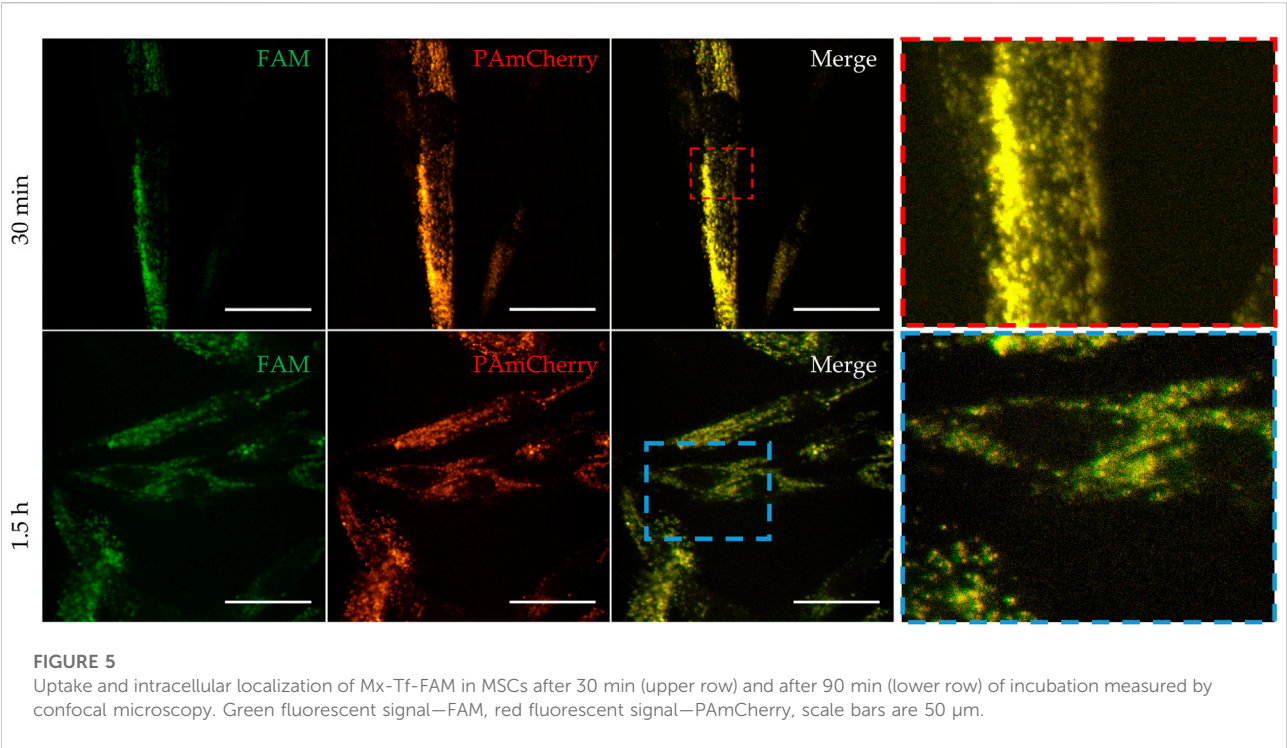 FAM
PAmCherry
Merge
30 min
FAM
PAmCherry
Merge
1.5 h
FIGURE 5
Uptake and intracellular localization of Mx-Tf-FAM in MSCs after 30 min (upper row) and after 90 min (lower row) of incubation measured by
confocal microscopy. Green fluorescent signal—FAM, red fluorescent signal—PAmCherry, scale bars are 50 μm.